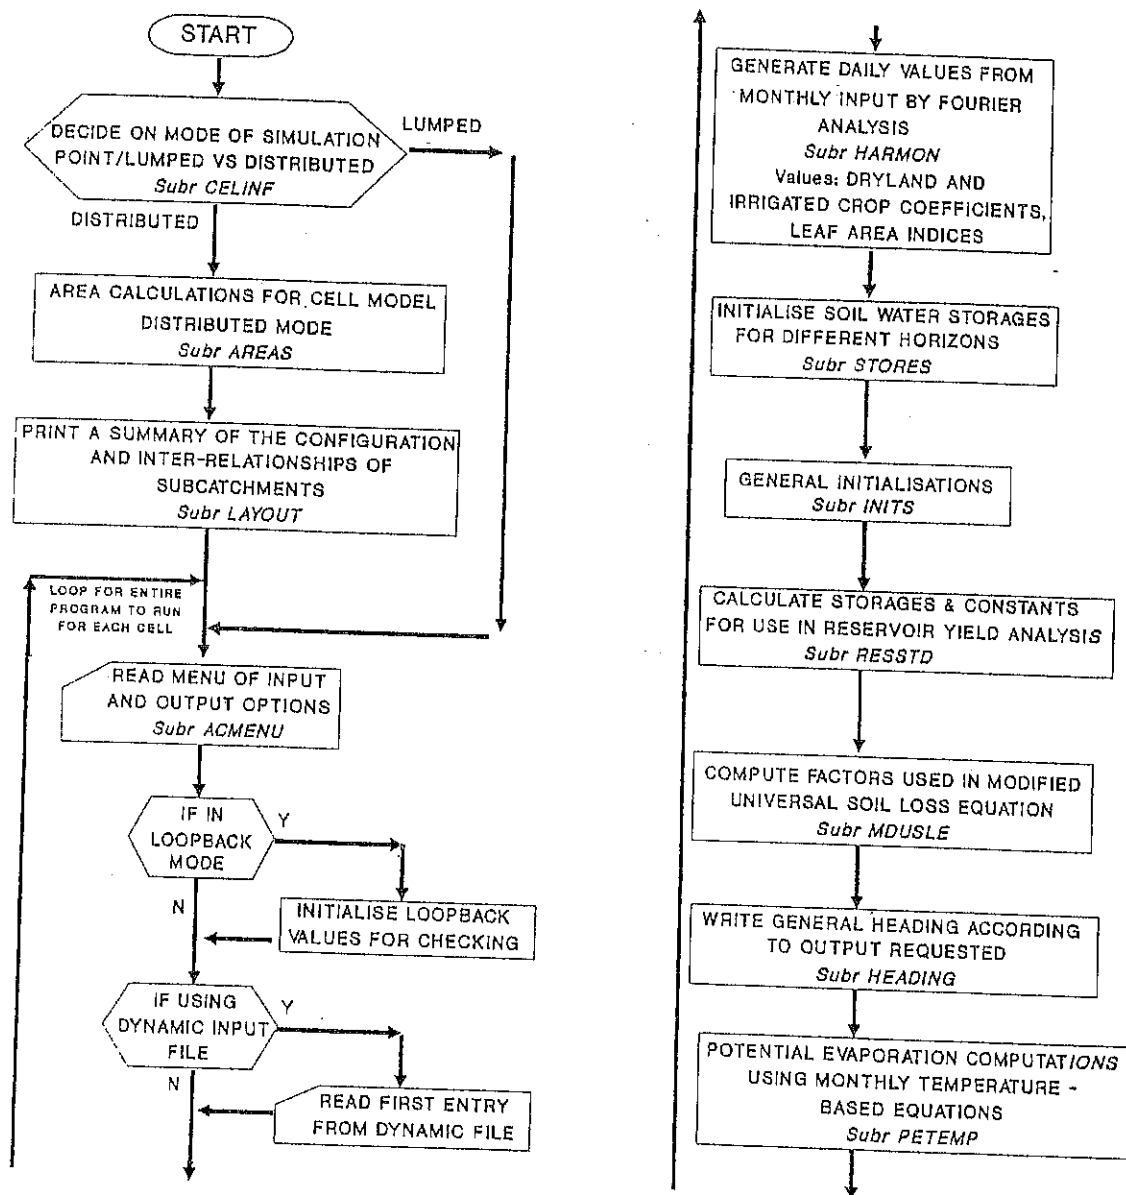 START
DECIDE ON MODE OF SIMULATION
POINT/LUMPED VS DISTRIBUTED
Subr CELINF
LUMPED
DISTRIBUTED
AREA CALCULATIONS FOR CELL MODEL
DISTRIBUTED MODE
Subr AREAS
PRINT A SUMMARY OF THE CONFIGURATION
AND INTER-RELATIONSHIPS OF
SUBCATCHMENTS
Subr LAYOUT
LOOP FOR ENTIRE
PROGRAM TO RUN
FOR EACH CELL
READ MENU OF INPUT
AND OUTPUT OPTIONS
Subr ACMENU
IF IN
LOOPBACK
MODE
Y
N
INITIALISE LOOPBACK
VALUES FOR CHECKING
IF USING
DYNAMIC INPUT
FILE
Y
N
READ FIRST ENTRY
FROM DYNAMIC FILE
GENERATE DAILY VALUES FROM
MONTHLY INPUT BY FOURIER
ANALYSIS
Subr HARMON
Values: DRYLAND AND
IRRIGATED CROP COEFFICIENTS,
LEAF AREA INDICES
INITIALISE SOIL WATER STORAGES
FOR DIFFERENT HORIZONS
Subr STORES
GENERAL INITIALISATIONS
Subr INITS
CALCULATE STORAGES & CONSTANTS
FOR USE IN RESERVOIR YIELD ANALYSIS
Subr RESSTD
COMPUTE FACTORS USED IN MODIFIED
UNIVERSAL SOIL LOSS EQUATION
Subr MDUSLE
WRITE GENERAL HEADING ACCORDING
TO OUTPUT REQUESTED
Subr HEADING
POTENTIAL EVAPORATION COMPUTATIONS
USING MONTHLY TEMPERATURE -
BASED EQUATIONS
Subr PETEMP